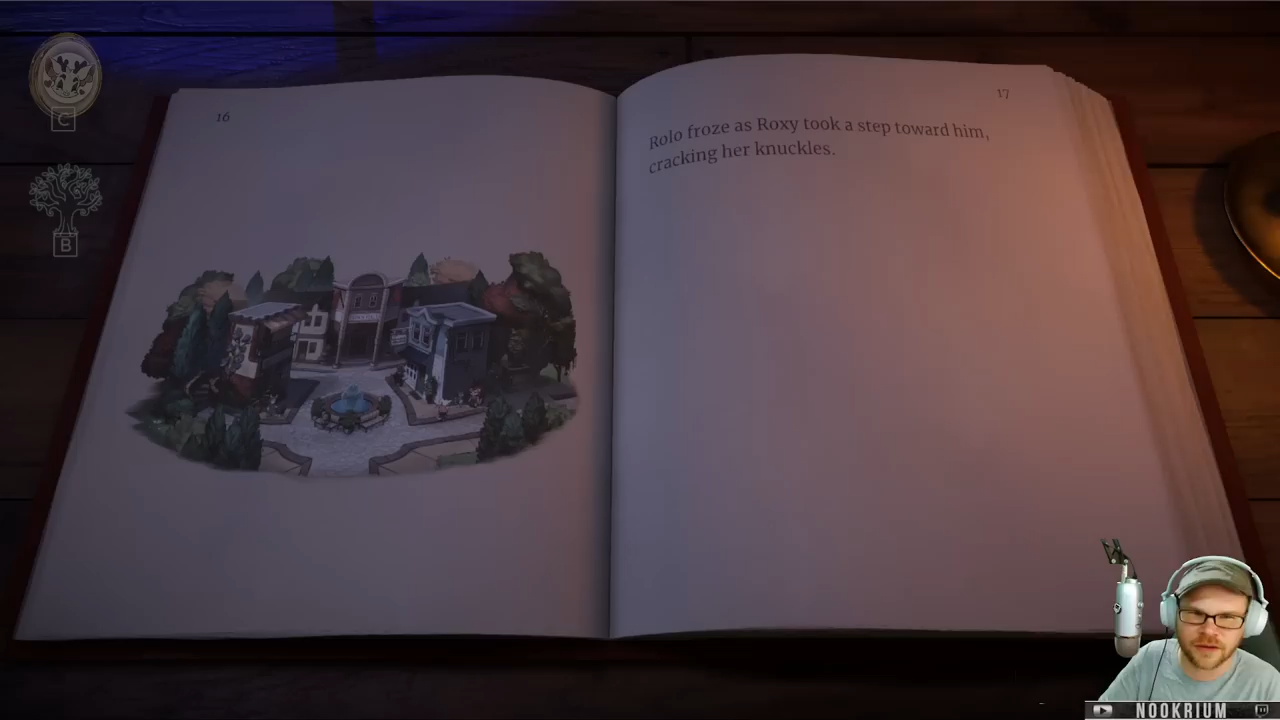 C
B
16
17
Rolo froze as Roxy took a step toward him,
cracking her knuckles.
NOOKRIUM